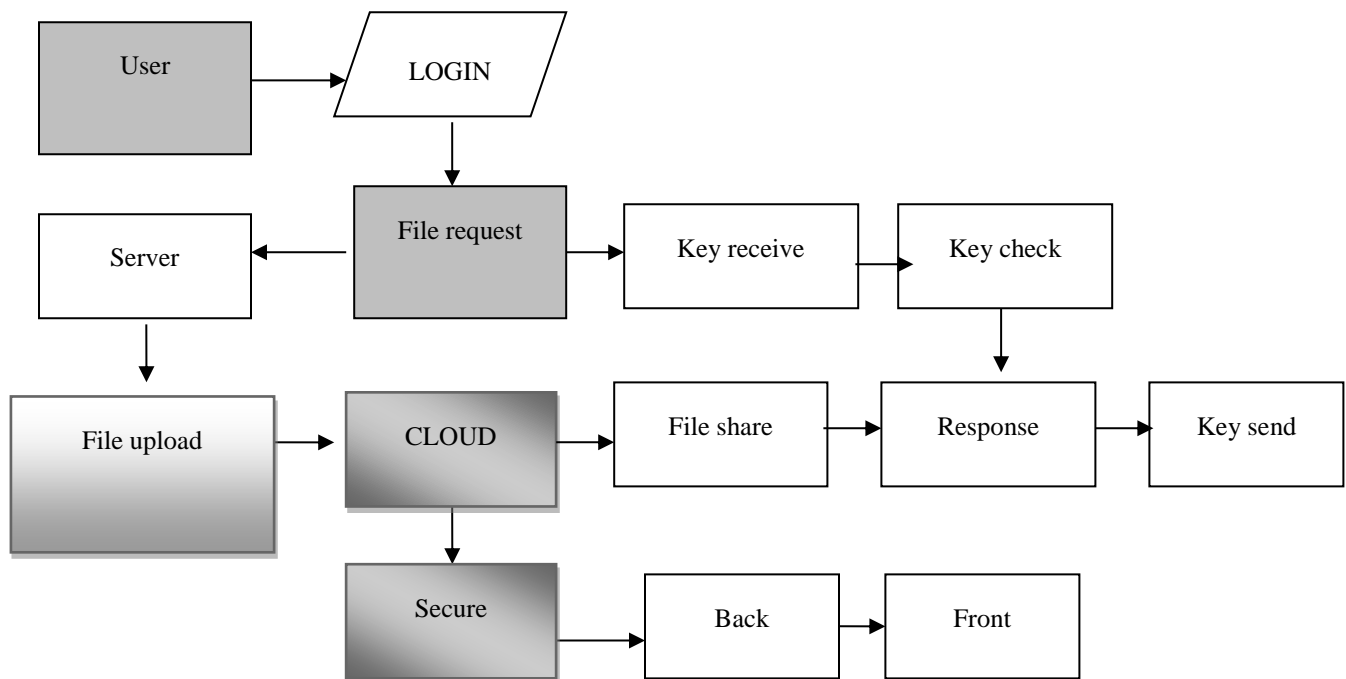 User
LOGIN
File request
Key receive
Key check
Server
File upload
CLOUD
File share
Response
Key send
Secure
Back
Front